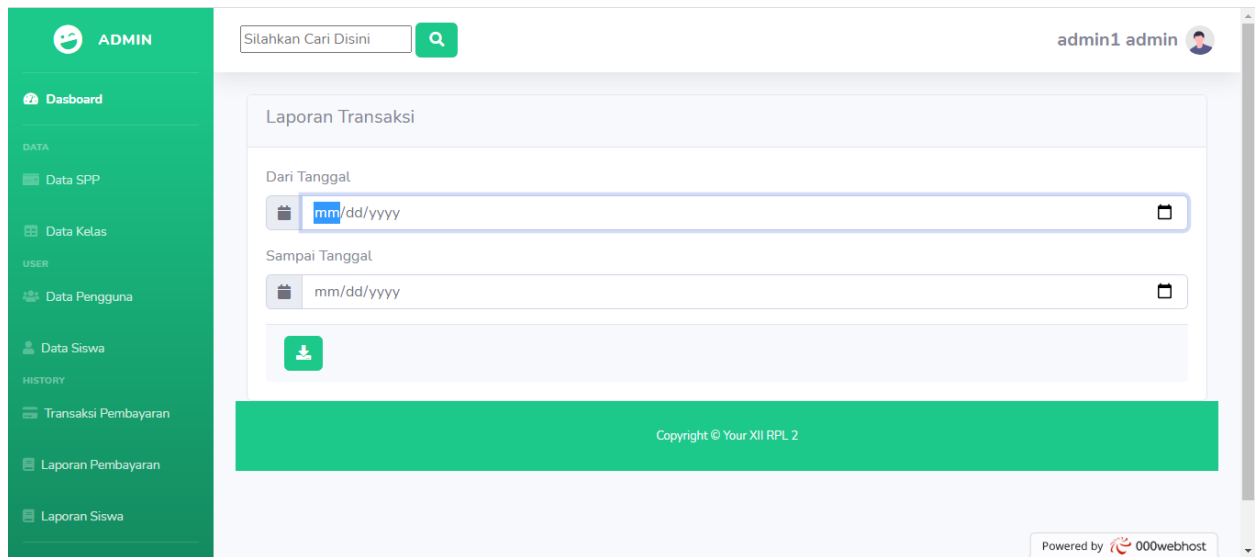 ADMIN
Dasboard
DATA
Data SPP
Data Kelas
USER
Data Pengguna
Data Siswa
HISTORY
Transaksi Pembayaran
Laporan Pembayaran
Laporan Siswa
Silahkan Cari Disini
admin1 admin
Laporan Transaksi
Dari Tanggal
mm/dd/yyyy
Sampai Tanggal
mm/dd/yyyy
Copyright © Your XII RPL 2
Powered by 000webhost